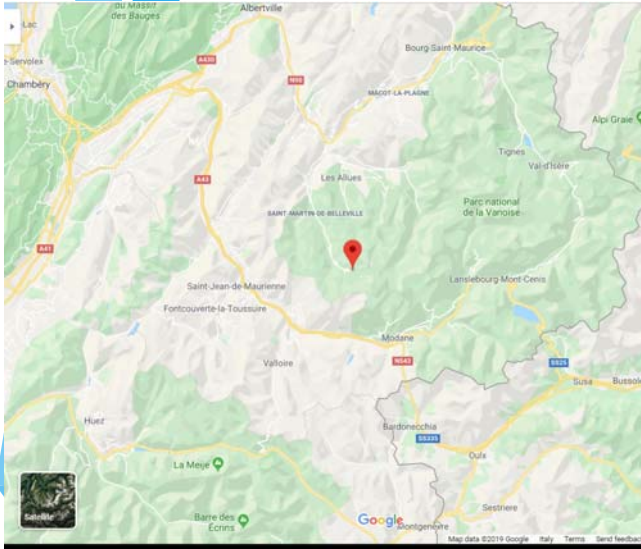 du Massif
des Bauges
Albertville
Lac
-Servolex
Chambéry
A430
N90
Bourg-Saint-Maurice
MACOT-LA-PLAGNE
Alpi Graie
A43
Tignes
Val-d'Isère
Les Allues
Parc national
de la Vanoise
SAINT-MARTIN-DE-BELLEVILLE
A41
Saint-Jean-de-Maurienne
Lanslebourg-Mont-Cenis
Fontcouverte-la-Toussuire
Modane
Valloire
N543
SS25
Susa
Bussole
Huez
Bardonecchia
SS335
Oulx
La Meije
Satellite
Barre des
Écrins
Google
Montgenèvre
Sestriere
Map data ©2019 Google Italy Terms Send feedbac